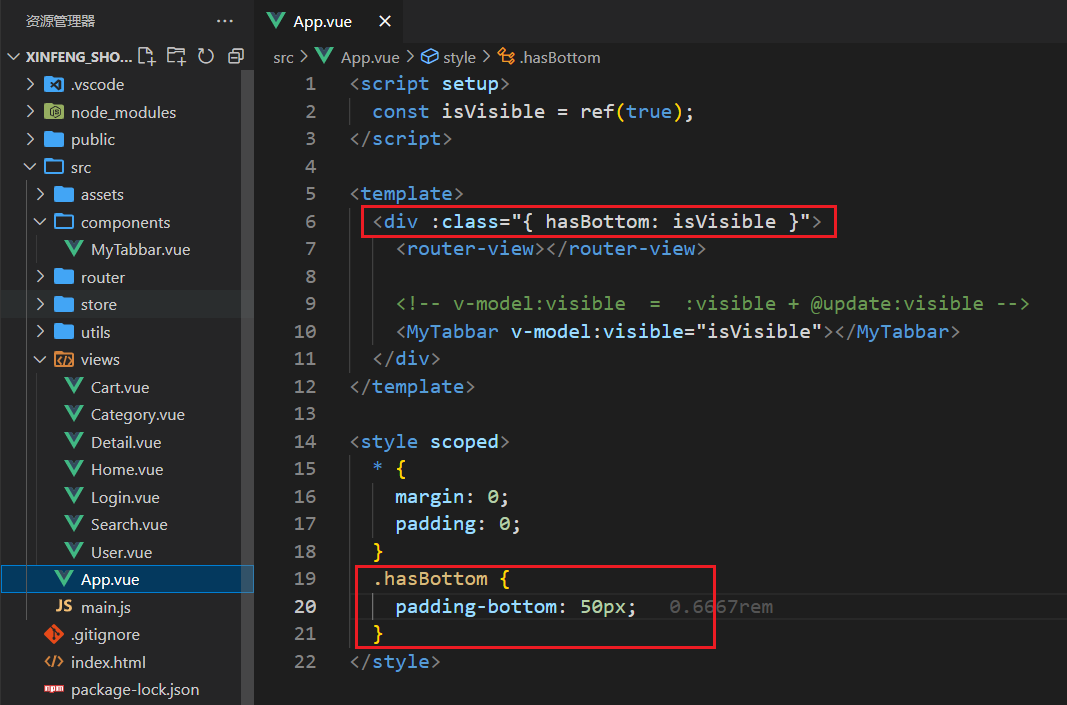 资源管理器
XINFENG_SHO...
.vscode
node_modules
public
src
assets
components
MyTabbar.vue
router
store
utils
views
Cart.vue
Category.vue
Detail.vue
Home.vue
Login.vue
Search.vue
User.vue
App.vue
JS main.js
.gitignore
index.html
npm package-lock.json
App.vue
src > App.vue > style > .hasBottom
1 <script setup>
2 const isVisible = ref(true);
3 </script>
4
5 <template>
6 <div :class="{ hasBottom: isVisible }">
7 <router-view></router-view>
8
9 <!-- v-model:visible = :visible + @update:visible -->
10 <MyTabbar v-model:visible="isVisible"></MyTabbar>
11 </div>
12 </template>
13
14 <style scoped>
15 * {
16 margin: 0;
17 padding: 0;
18 }
19 .hasBottom {
20 padding-bottom: 50px; 0.6667rem
21 }
22 </style>